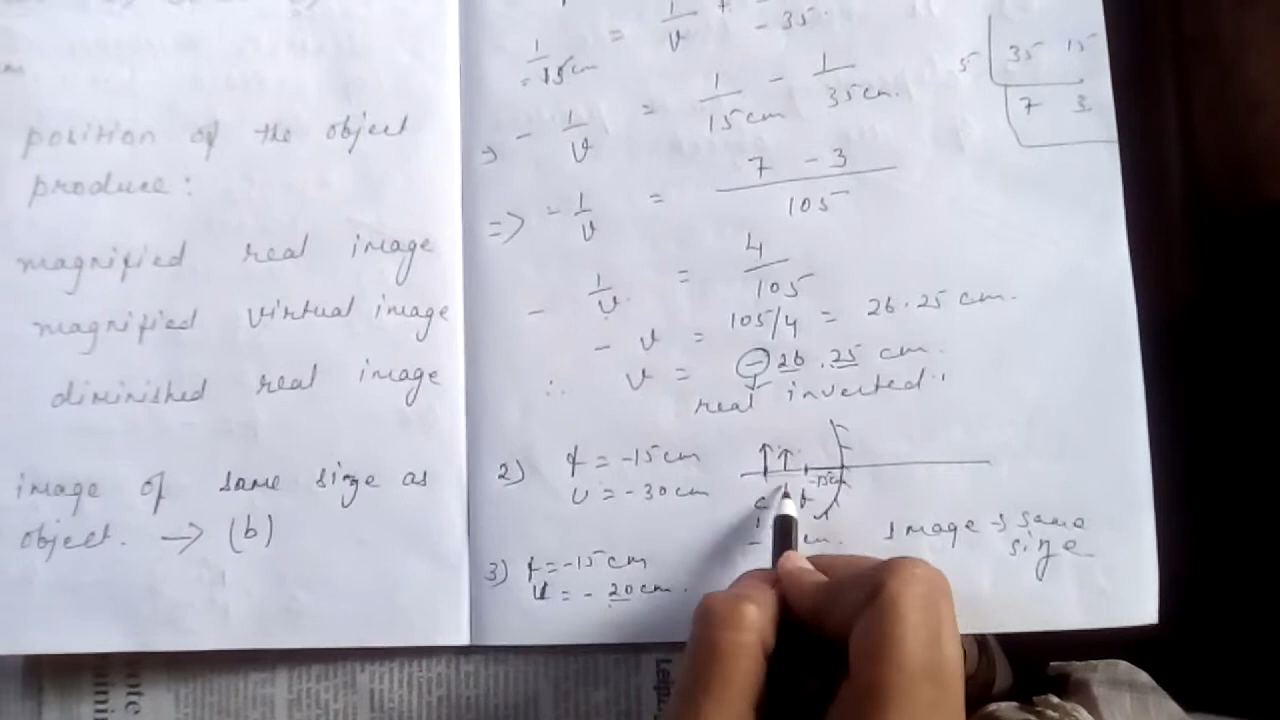 position of the object
produce:
magnified real image
magnified virtual image
diminished real image
image of same size as
object. → (b)
1/-15cm = 1/v + -35.
=> - 1/v = 1/15cm - 1/35cm.
5 | 35 15
7 3
=> - 1/v = 7 - 3 / 105
- 1/v = 4/105
- v = 105/4 = 26.25 cm.
∴ v = - 26.25 cm.
real inverted.
2) f = -15cm
u = -30cm
-15cm
c f
cm.
Image → same
size
3) f = -15cm
u = - 20cm.